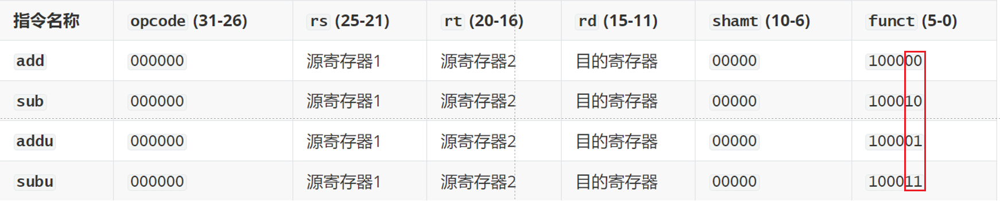 指令名称 opcode (31-26) rs (25-21) rt (20-16) rd (15-11) shamt (10-6) funct (5-0)
add 000000 源寄存器1 源寄存器2 目的寄存器 00000 100000
sub 000000 源寄存器1 源寄存器2 目的寄存器 00000 100010
addu 000000 源寄存器1 源寄存器2 目的寄存器 00000 100001
subu 000000 源寄存器1 源寄存器2 目的寄存器 00000 100011